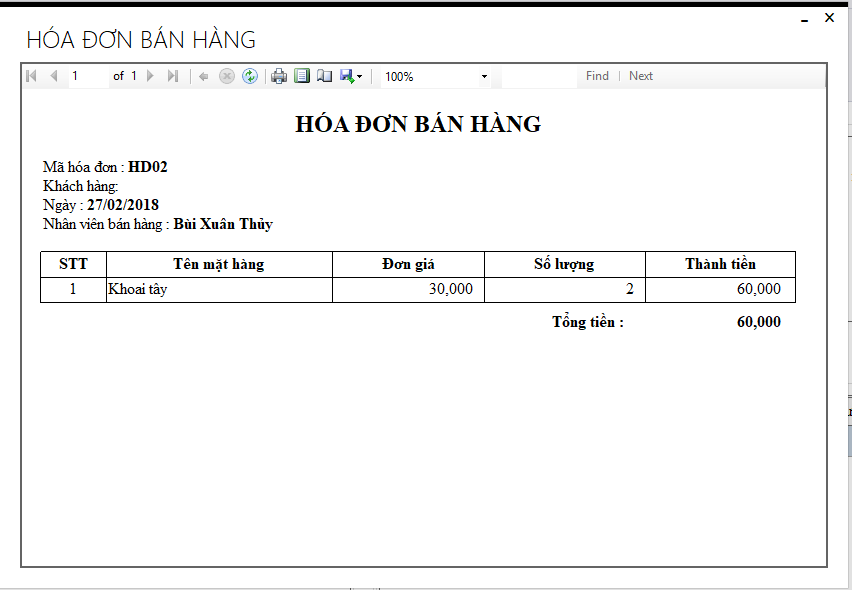 HÓA ĐƠN BÁN HÀNG
1 of 1 100% Find Next
HÓA ĐƠN BÁN HÀNG
Mã hóa đơn : HD02
Khách hàng:
Ngày : 27/02/2018
Nhân viên bán hàng : Bùi Xuân Thủy
STT Tên mặt hàng Đơn giá Số lượng Thành tiền
1 Khoai tây 30,000 2 60,000
Tổng tiền : 60,000